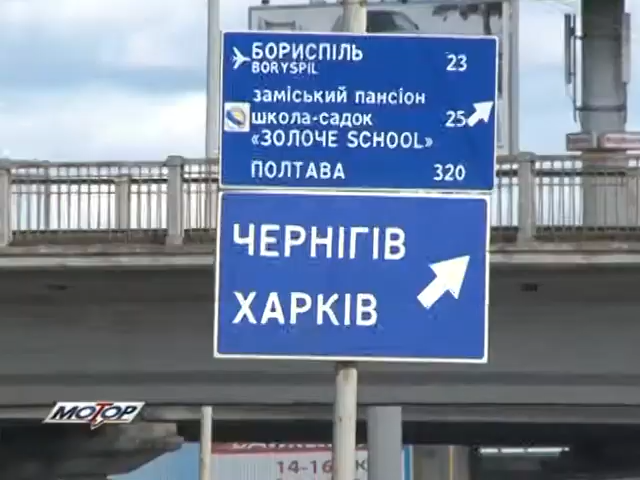 БОРИСПІЛЬ 23
BORYSPIL
заміський пансіон
школа-садок 25
«ЗОЛОЧЕ SCHOOL»
ПОЛТАВА 320
ЧЕРНІГІВ
ХАРКІВ
МОТОР
14-16